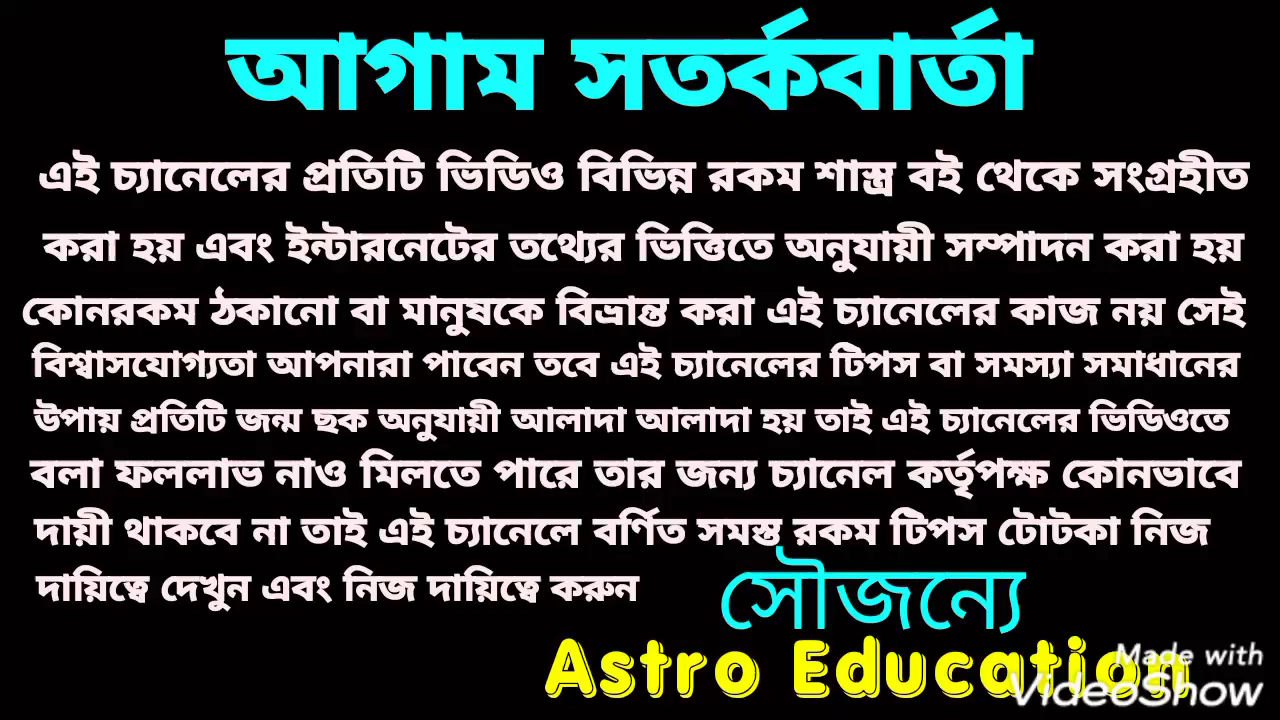 আগাম সতর্কবার্তা
এই চ্যানেলের প্রতিটি ভিডিও বিভিন্ন রকম শাস্ত্র বই থেকে সংগ্রহীত
করা হয় এবং ইন্টারনেটের তথ্যের ভিত্তিতে অনুযায়ী সম্পাদন করা হয়
কোনরকম ঠকানো বা মানুষকে বিভ্রান্ত করা এই চ্যানেলের কাজ নয় সেই
বিশ্বাসযোগ্যতা আপনারা পাবেন তবে এই চ্যানেলের টিপস বা সমস্যা সমাধানের
উপায় প্রতিটি জন্ম ছক অনুযায়ী আলাদা আলাদা হয় তাই এই চ্যানেলের ভিডিওতে
বলা ফললাভ নাও মিলতে পারে তার জন্য চ্যানেল কর্তৃপক্ষ কোনভাবে
দায়ী থাকবে না তাই এই চ্যানেলে বর্ণিত সমস্ত রকম টিপস টোটকা নিজ
দায়িত্বে দেখুন এবং নিজ দায়িত্বে করুন
সৌজন্যে
Astro Education
Made with
VideoShow